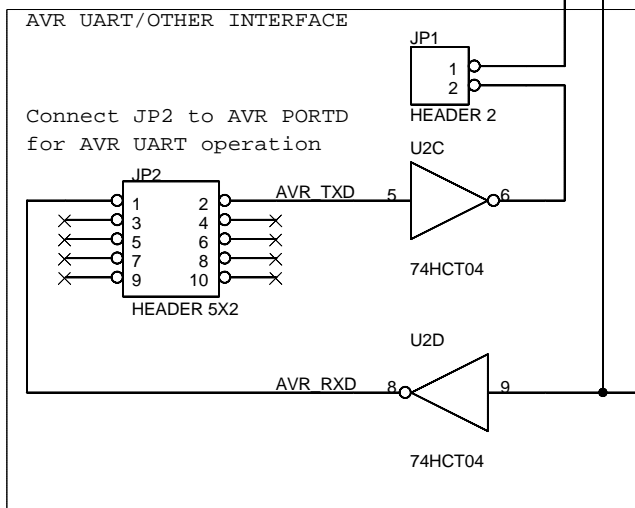 AVR UART/OTHER INTERFACE
JP1
1
2
HEADER 2
Connect JP2 to AVR PORTD
for AVR UART operation
U2C
JP2
1 2
3 4
5 6
7 8
9 10
HEADER 5X2
AVR_TXD
5 6
74HCT04
U2D
AVR_RXD
8 9
74HCT04